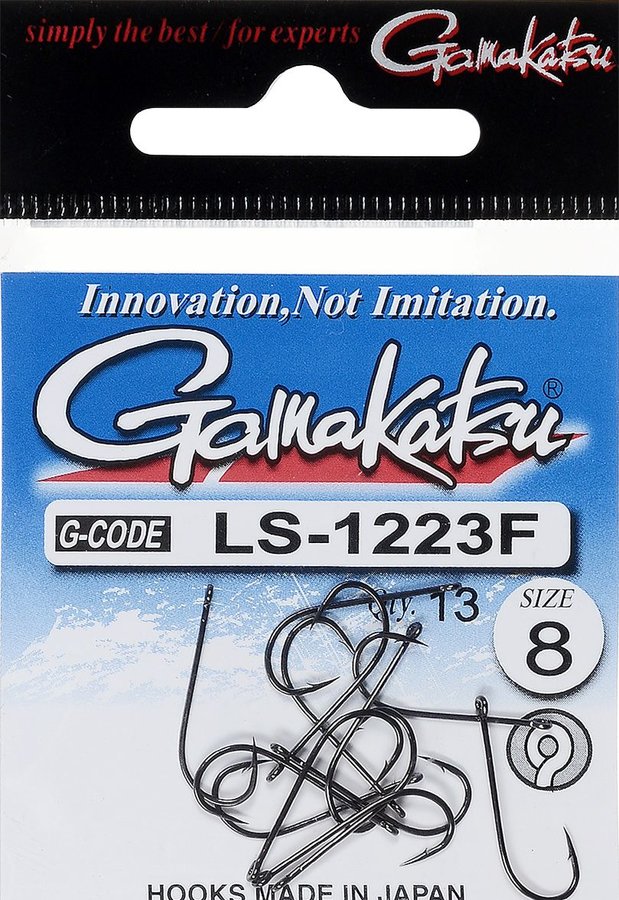 simply the best / for experts Gamakatsu
Innovation, Not Imitation.
Gamakatsu®
G-CODE LS-1223F
Qty. 13
SIZE
8
HOOKS MADE IN JAPAN